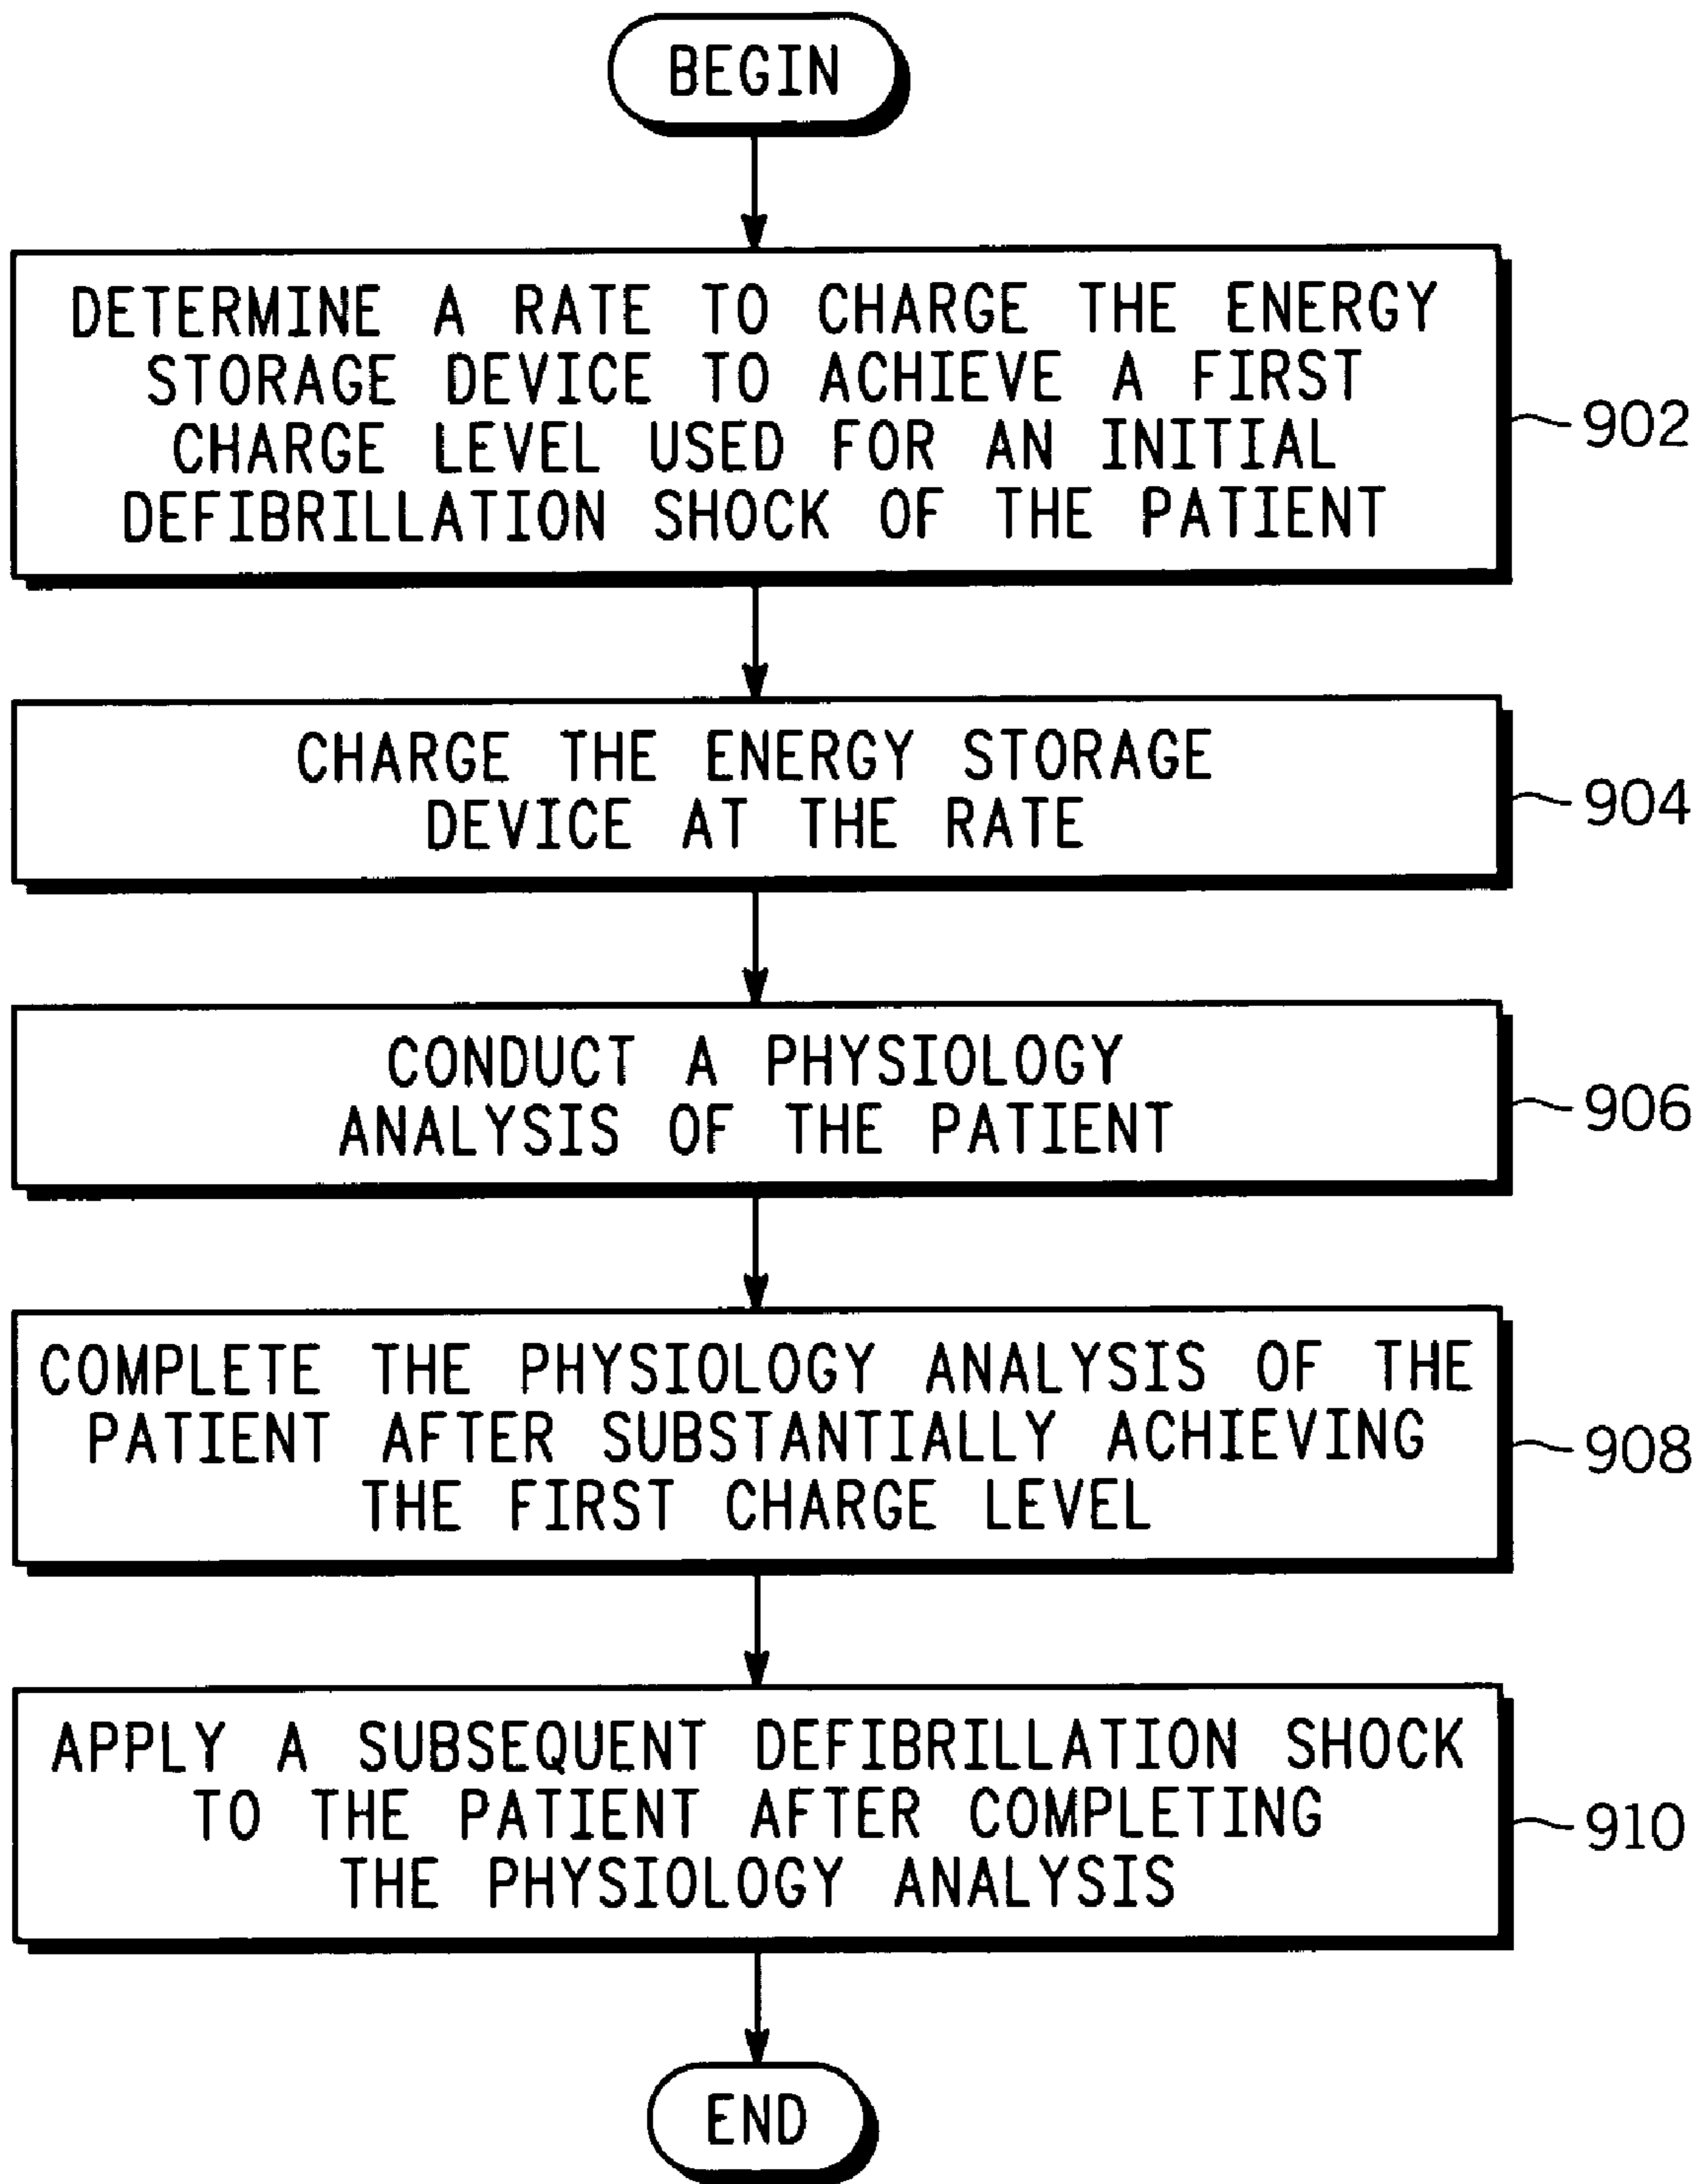 BEGIN
DETERMINE A RATE TO CHARGE THE ENERGY
STORAGE DEVICE TO ACHIEVE A FIRST
CHARGE LEVEL USED FOR AN INITIAL
DEFIBRILLATION SHOCK OF THE PATIENT
902
CHARGE THE ENERGY STORAGE
DEVICE AT THE RATE
904
CONDUCT A PHYSIOLOGY
ANALYSIS OF THE PATIENT
906
COMPLETE THE PHYSIOLOGY ANALYSIS OF THE
PATIENT AFTER SUBSTANTIALLY ACHIEVING
THE FIRST CHARGE LEVEL
908
APPLY A SUBSEQUENT DEFIBRILLATION SHOCK
TO THE PATIENT AFTER COMPLETING
THE PHYSIOLOGY ANALYSIS
910
END